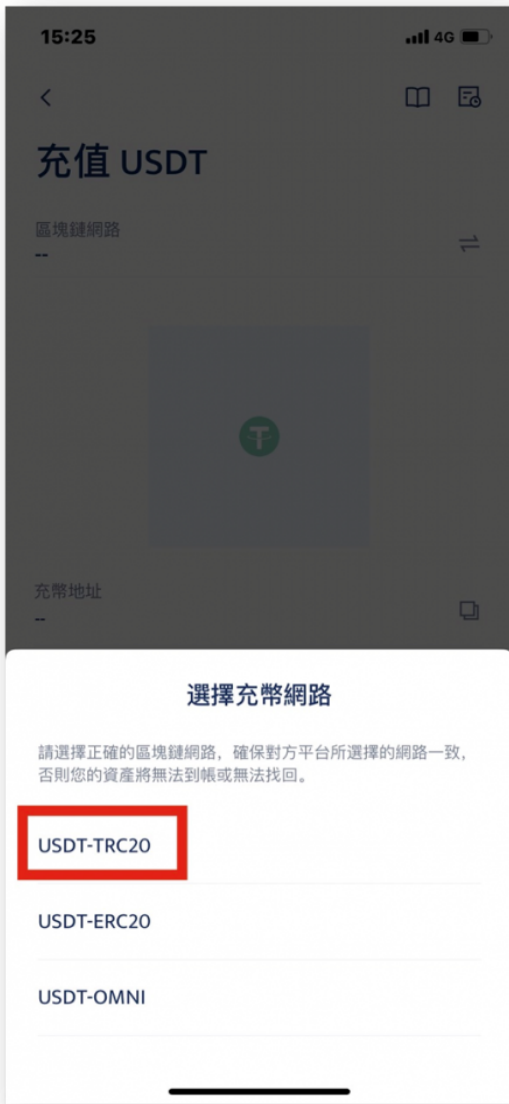 15:25
4G
充值 USDT
區塊鏈網路
--
充幣地址
--
選擇充幣網路
請選擇正確的區塊鏈網路，確保對方平台所選擇的網路一致，
否則您的資產將無法到帳或無法找回。
USDT-TRC20
USDT-ERC20
USDT-OMNI